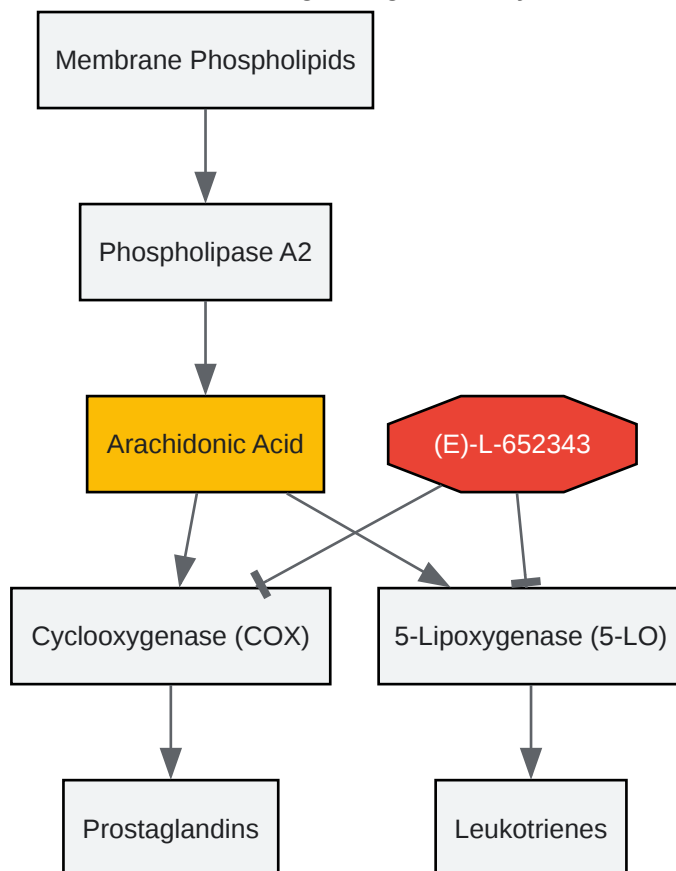 Membrane Phospholipids
Phospholipase A2
Arachidonic Acid
(E)-L-652343
Cyclooxygenase (COX)
5-Lipoxygenase (5-LO)
Prostaglandins
Leukotrienes